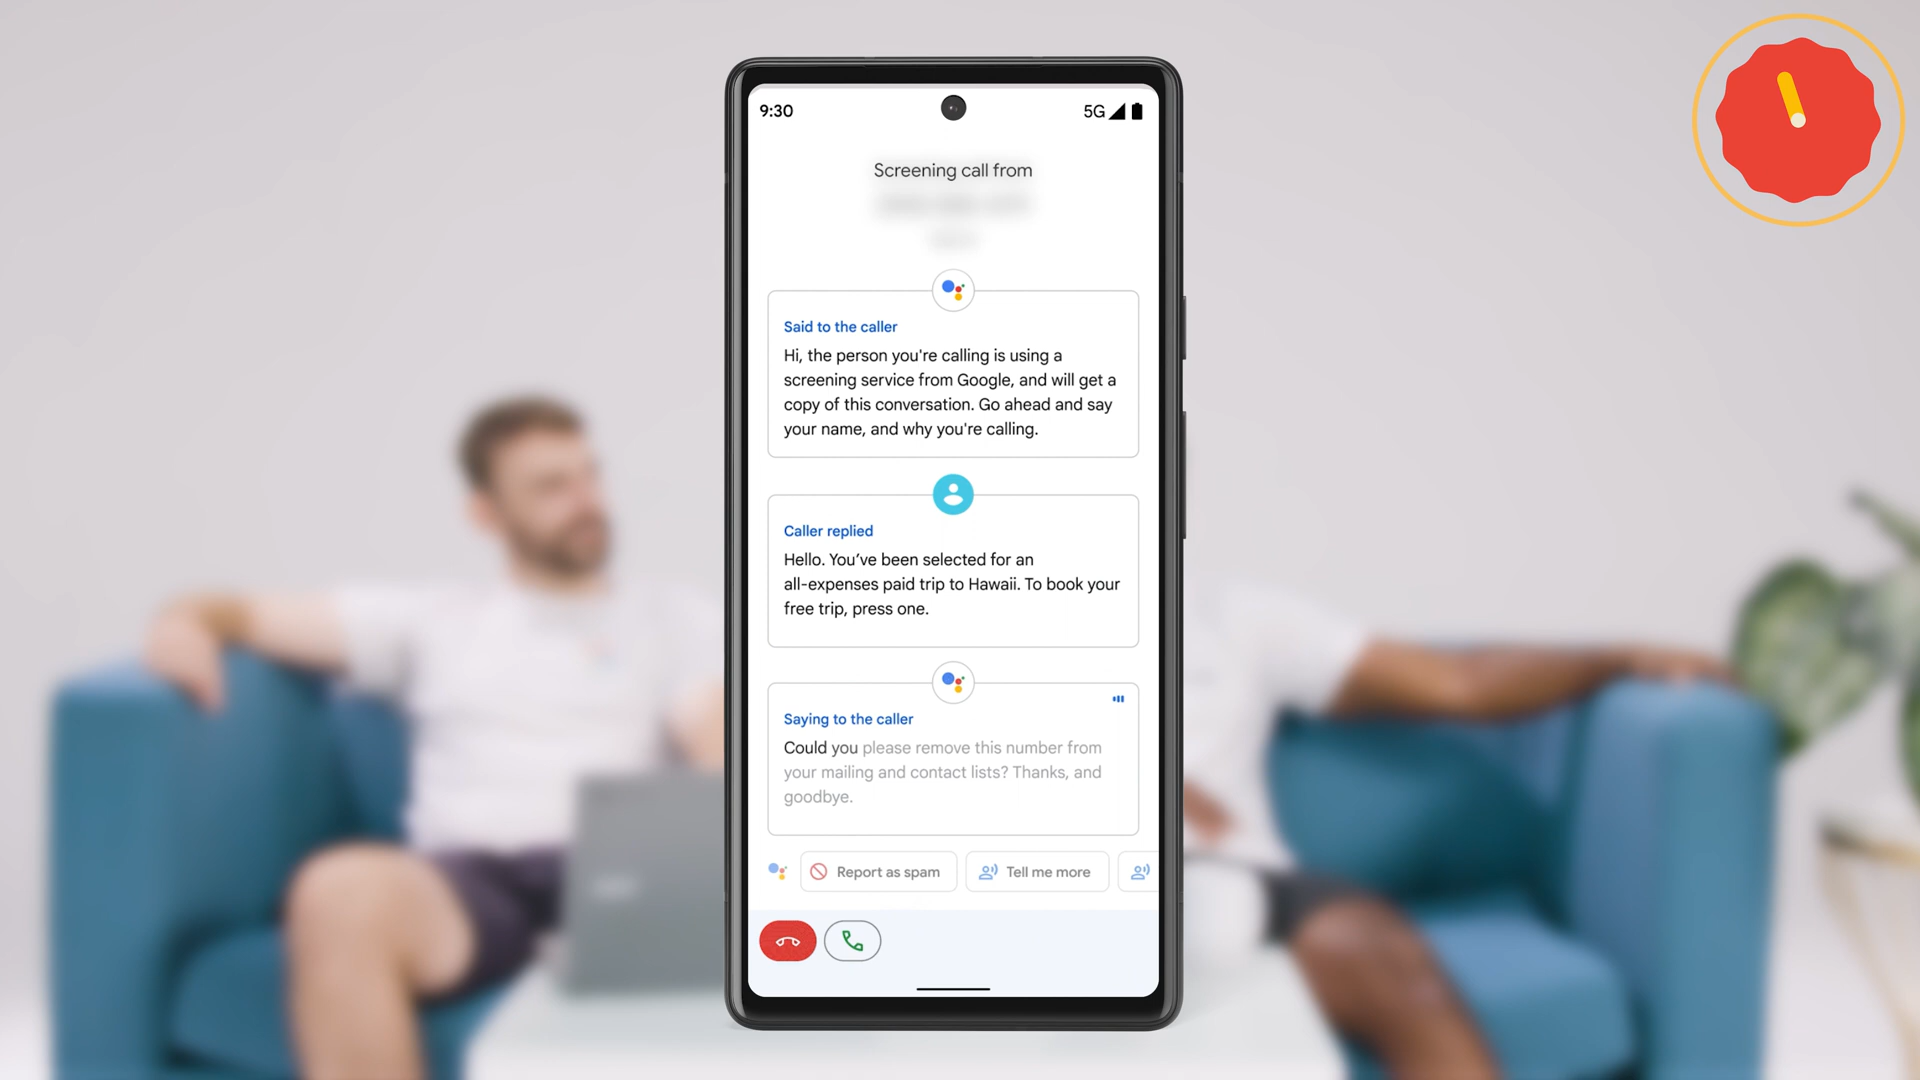 9:30
5G
Screening call from
Said to the caller
Hi, the person you're calling is using a
screening service from Google, and will get a
copy of this conversation. Go ahead and say
your name, and why you're calling.
Caller replied
Hello. You’ve been selected for an
all-expenses paid trip to Hawaii. To book your
free trip, press one.
Saying to the caller
Could you please remove this number from
your mailing and contact lists? Thanks, and
goodbye.
Report as spam
Tell me more